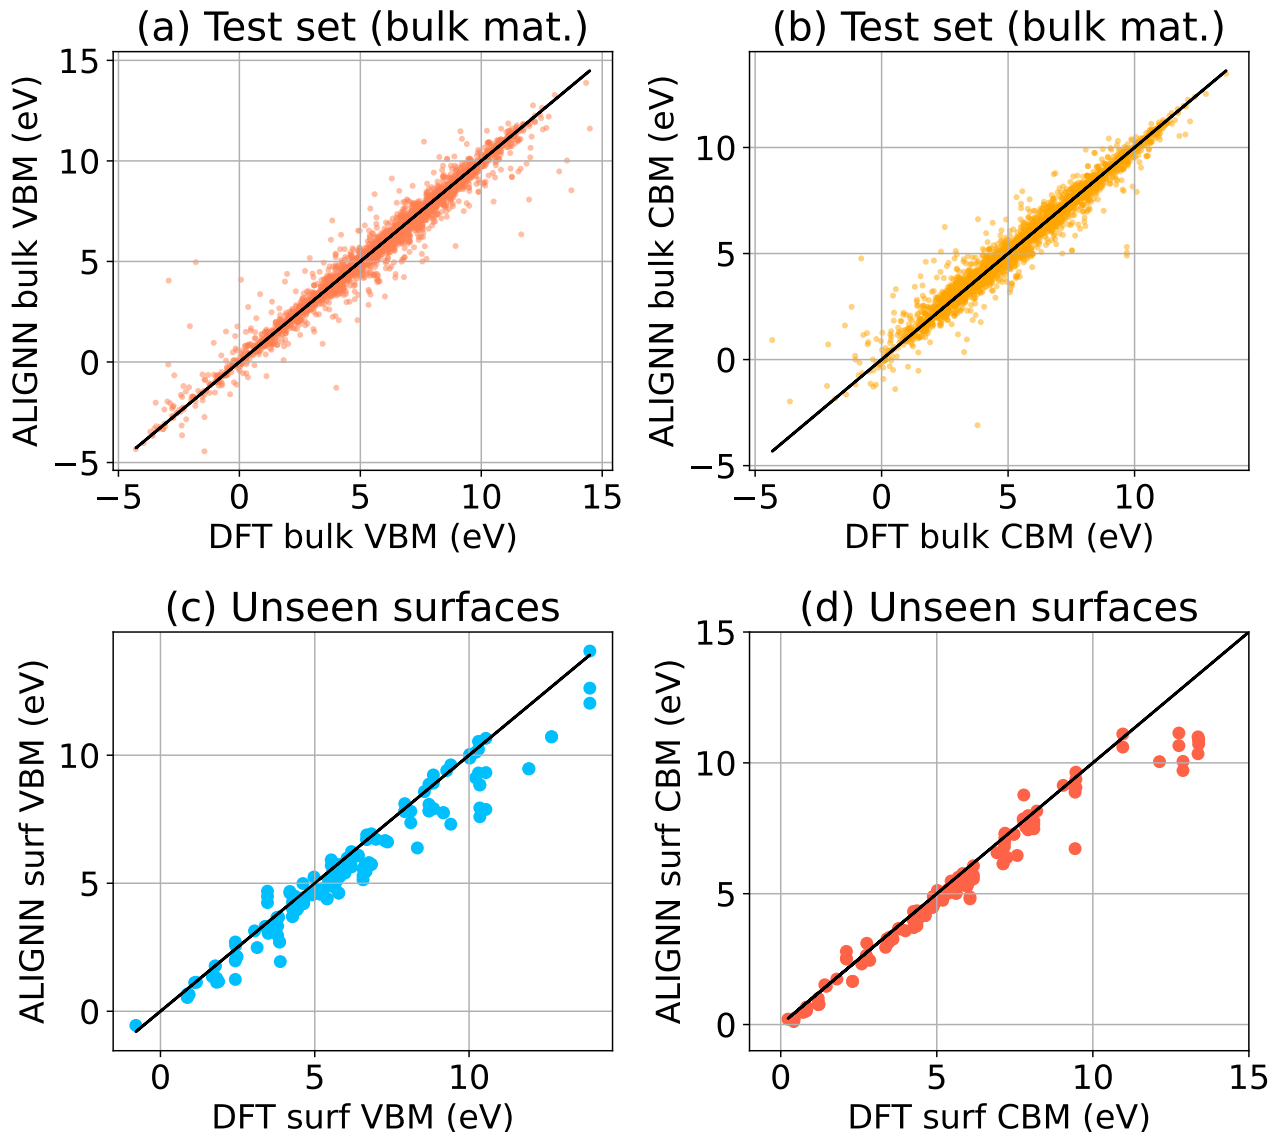 (a) Test set (bulk mat.)
ALIGNN bulk VBM (eV)
15
10
5
0
−5
−5 0 5 10 15
DFT bulk VBM (eV)
(b) Test set (bulk mat.)
ALIGNN bulk CBM (eV)
10
5
0
−5
−5 0 5 10
DFT bulk CBM (eV)
(c) Unseen surfaces
ALIGNN surf VBM (eV)
10
5
0
0 5 10
DFT surf VBM (eV)
(d) Unseen surfaces
ALIGNN surf CBM (eV)
15
10
5
0
0 5 10 15
DFT surf CBM (eV)